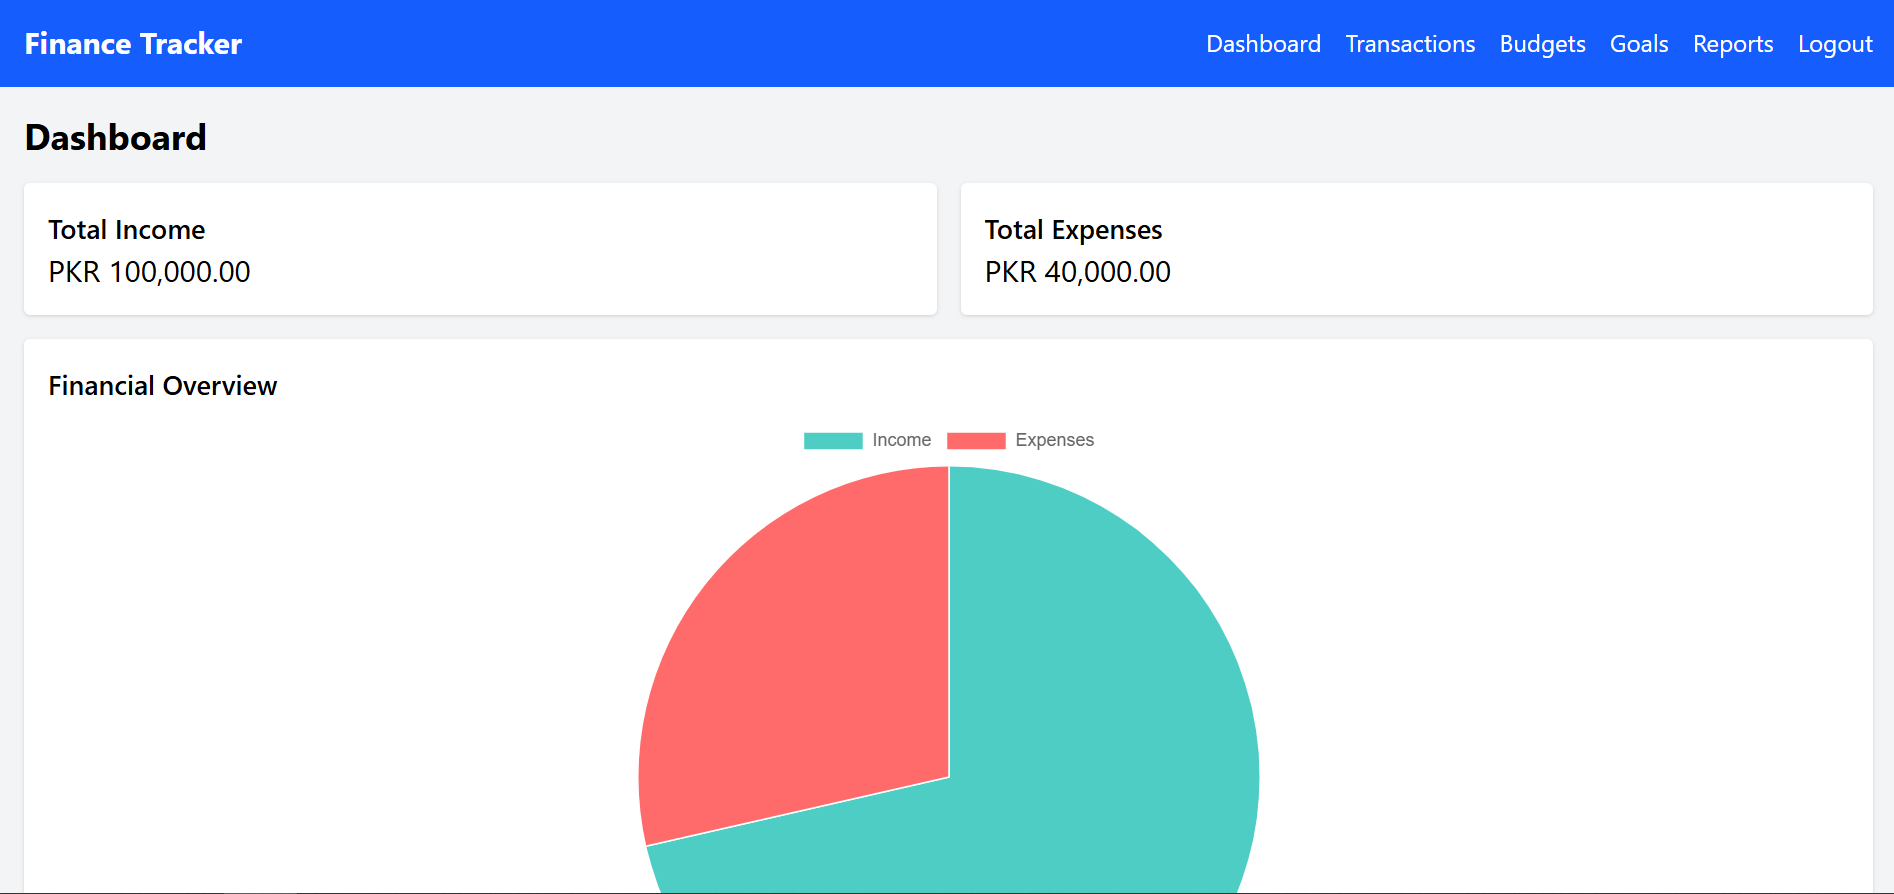 Finance Tracker
Dashboard Transactions Budgets Goals Reports Logout
Dashboard
Total Income
PKR 100,000.00
Total Expenses
PKR 40,000.00
Financial Overview
Income Expenses